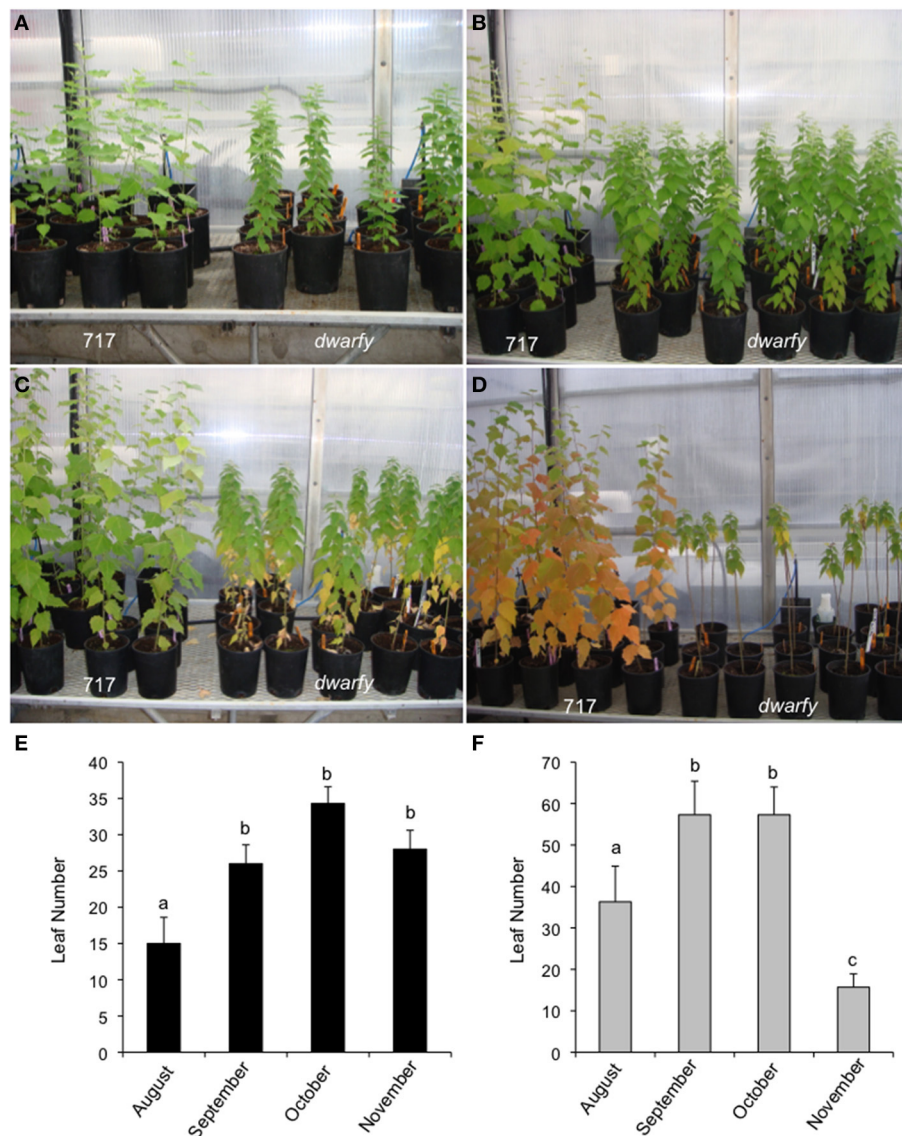 A
B
717
dwarfy
717
dwarfy
C
D
717
dwarfy
717
dwarfy
E
F
40
35
30
25
20
15
10
5
0
Leaf Number
a
b
b
b
August
September
October
November
70
60
50
40
30
20
10
0
Leaf Number
a
b
b
c
August
September
October
November